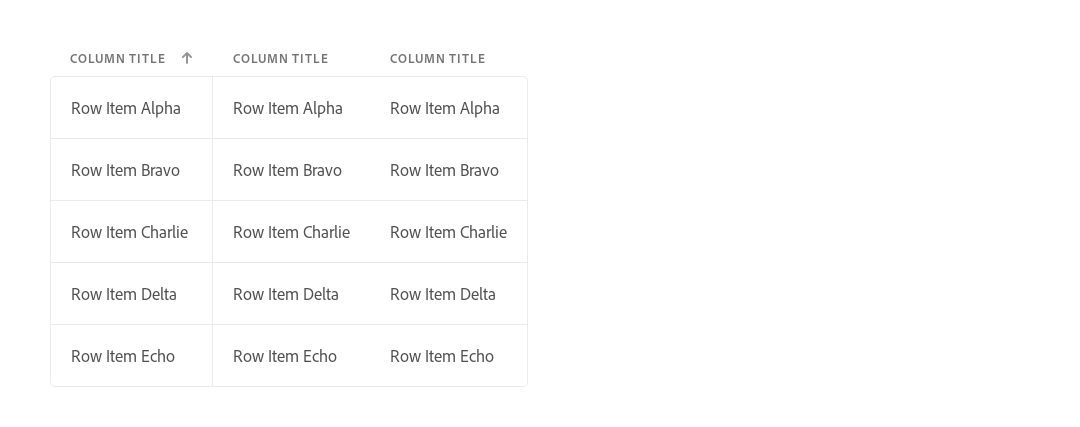 COLUMN TITLE COLUMN TITLE COLUMN TITLE
Row Item Alpha Row Item Alpha Row Item Alpha
Row Item Bravo Row Item Bravo Row Item Bravo
Row Item Charlie Row Item Charlie Row Item Charlie
Row Item Delta Row Item Delta Row Item Delta
Row Item Echo Row Item Echo Row Item Echo